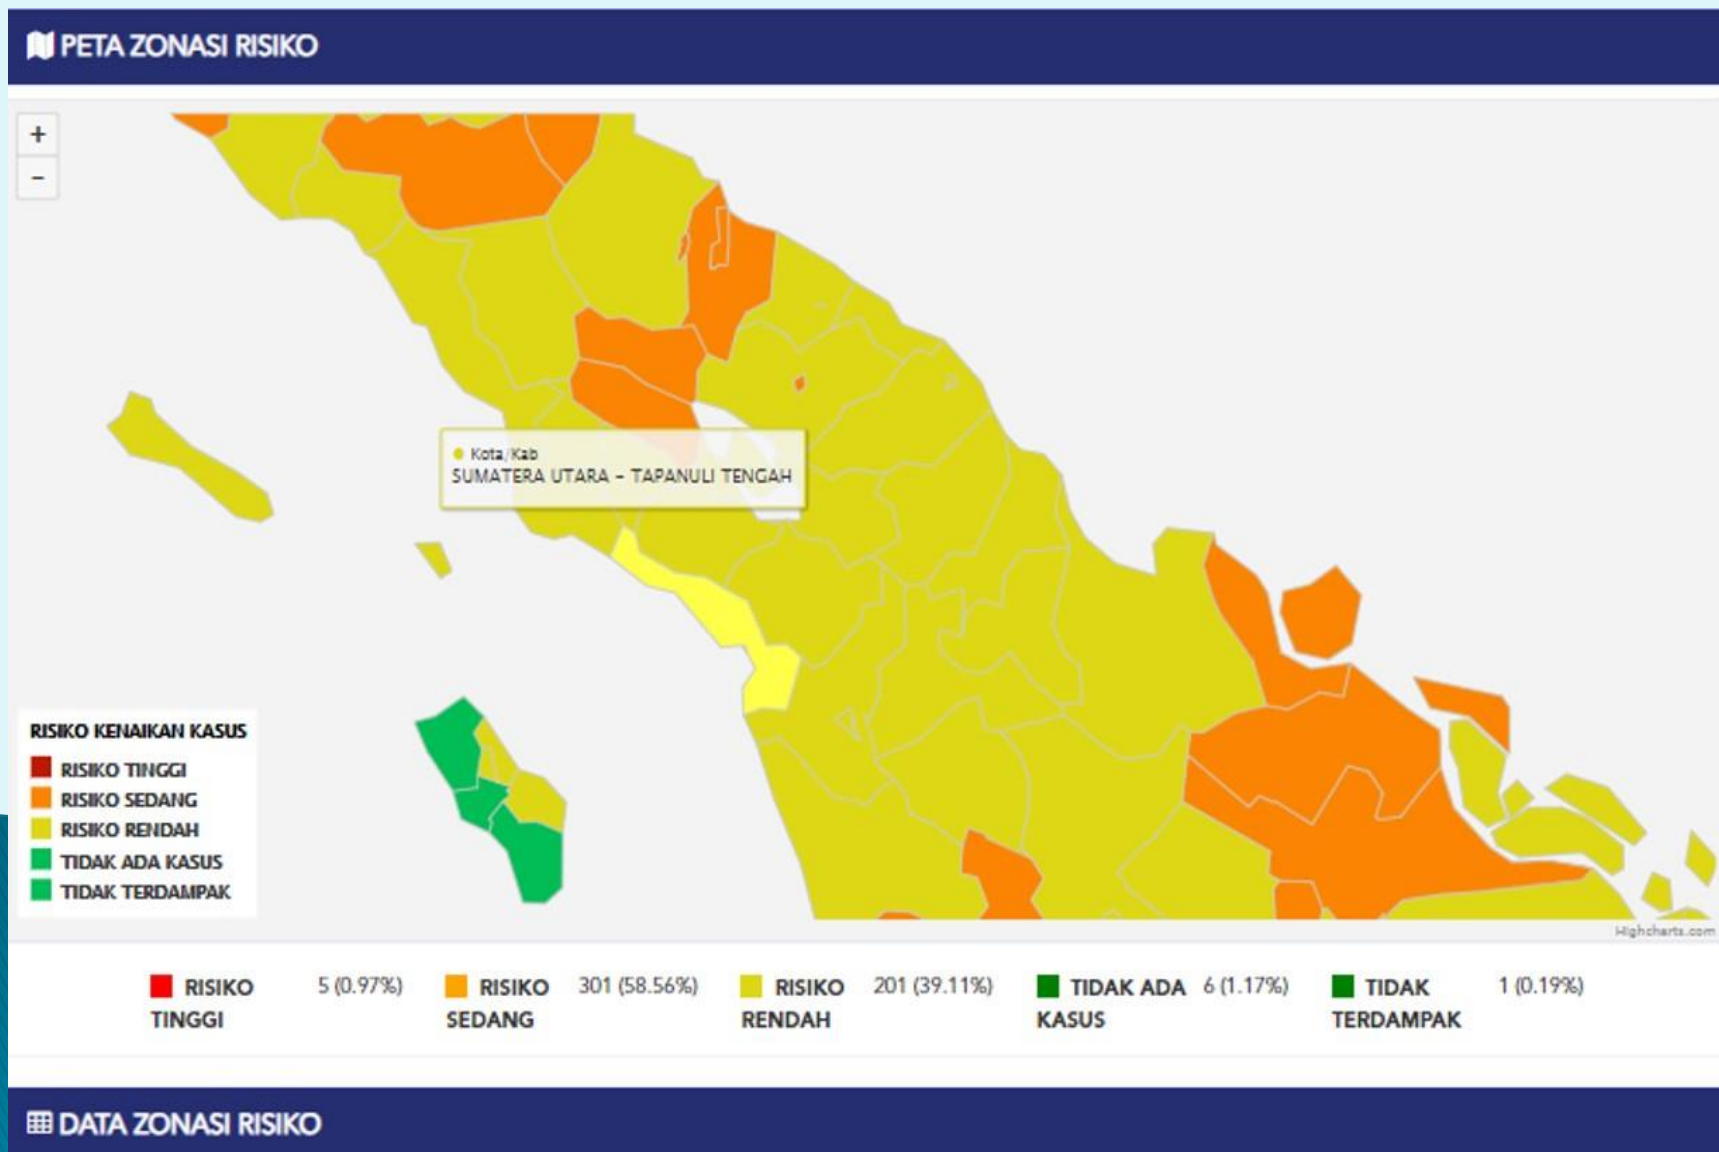 PETA ZONASI RISIKO
+
−
Kota/Kab
SUMATERA UTARA – TAPANULI TENGAH
RISIKO KENAIKAN KASUS
RISIKO TINGGI
RISIKO SEDANG
RISIKO RENDAH
TIDAK ADA KASUS
TIDAK TERDAMPAK
Highcharts.com
RISIKO TINGGI 5 (0.97%)
RISIKO SEDANG 301 (58.56%)
RISIKO RENDAH 201 (39.11%)
TIDAK ADA KASUS 6 (1.17%)
TIDAK TERDAMPAK 1 (0.19%)
DATA ZONASI RISIKO